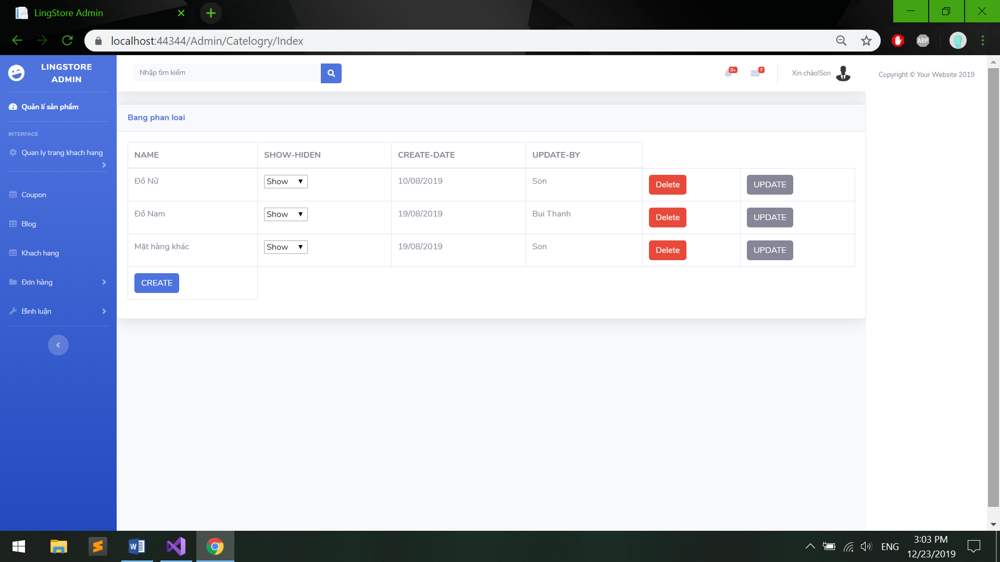 LingStore Admin
localhost:44344/Admin/Catelogry/Index
ABP
LINGSTORE
ADMIN
Nhập tìm kiếm
3+
7
Xin chào!Son
Copyright © Your Website 2019
Quản lí sản phẩm
INTERFACE
Quan ly trang khach hang
Coupon
Blog
Khach hang
Đơn hàng
Bình luận
Bang phan loai
NAME SHOW-HIDEN CREATE-DATE UPDATE-BY
Đồ Nữ Show 10/08/2019 Son Delete UPDATE
Đồ Nam Show 19/08/2019 Bui Thanh Delete UPDATE
Mặt hàng khác Show 19/08/2019 Son Delete UPDATE
CREATE
ENG
3:03 PM
12/23/2019